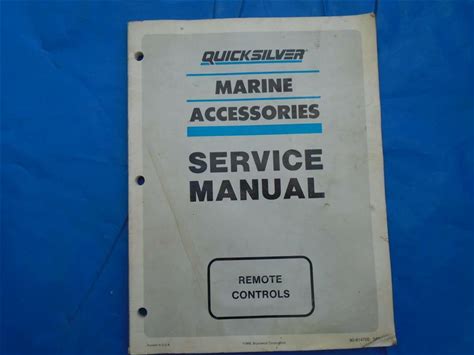 QUICKSILVER
MARINE
ACCESSORIES
SERVICE
MANUAL
REMOTE
CONTROLS